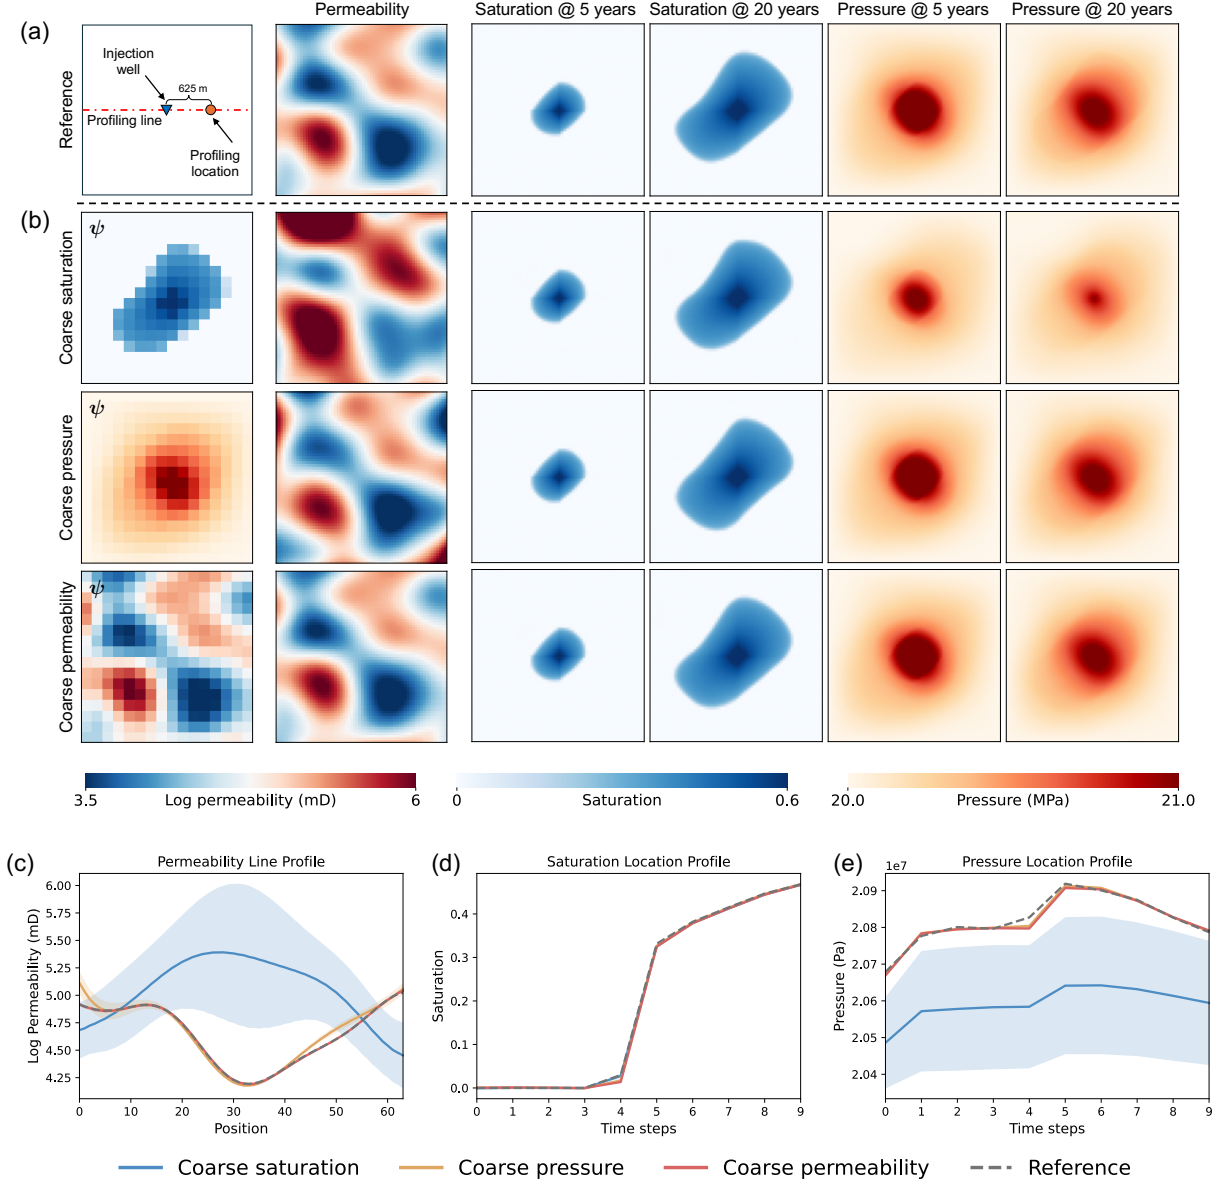 Permeability
Saturation @ 5 years
Saturation @ 20 years
Pressure @ 5 years
Pressure @ 20 years
(a)
Reference
Injection
well
625 m
Profiling line
Profiling
location
(b)
Coarse saturation
ψ
Coarse pressure
ψ
Coarse permeability
ψ
3.5
Log permeability (mD)
6
0
Saturation
0.6
20.0
Pressure (MPa)
21.0
(c)
Permeability Line Profile
Log Permeability (mD)
6.00
5.75
5.50
5.25
5.00
4.75
4.50
4.25
0 10 20 30 40 50 60
Position
(d)
Saturation Location Profile
Saturation
0.4
0.3
0.2
0.1
0.0
0 1 2 3 4 5 6 7 8 9
Time steps
(e)
Pressure Location Profile
1e7
Pressure (Pa)
2.09
2.08
2.07
2.06
2.05
2.04
0 1 2 3 4 5 6 7 8 9
Time steps
Coarse saturation
Coarse pressure
Coarse permeability
Reference